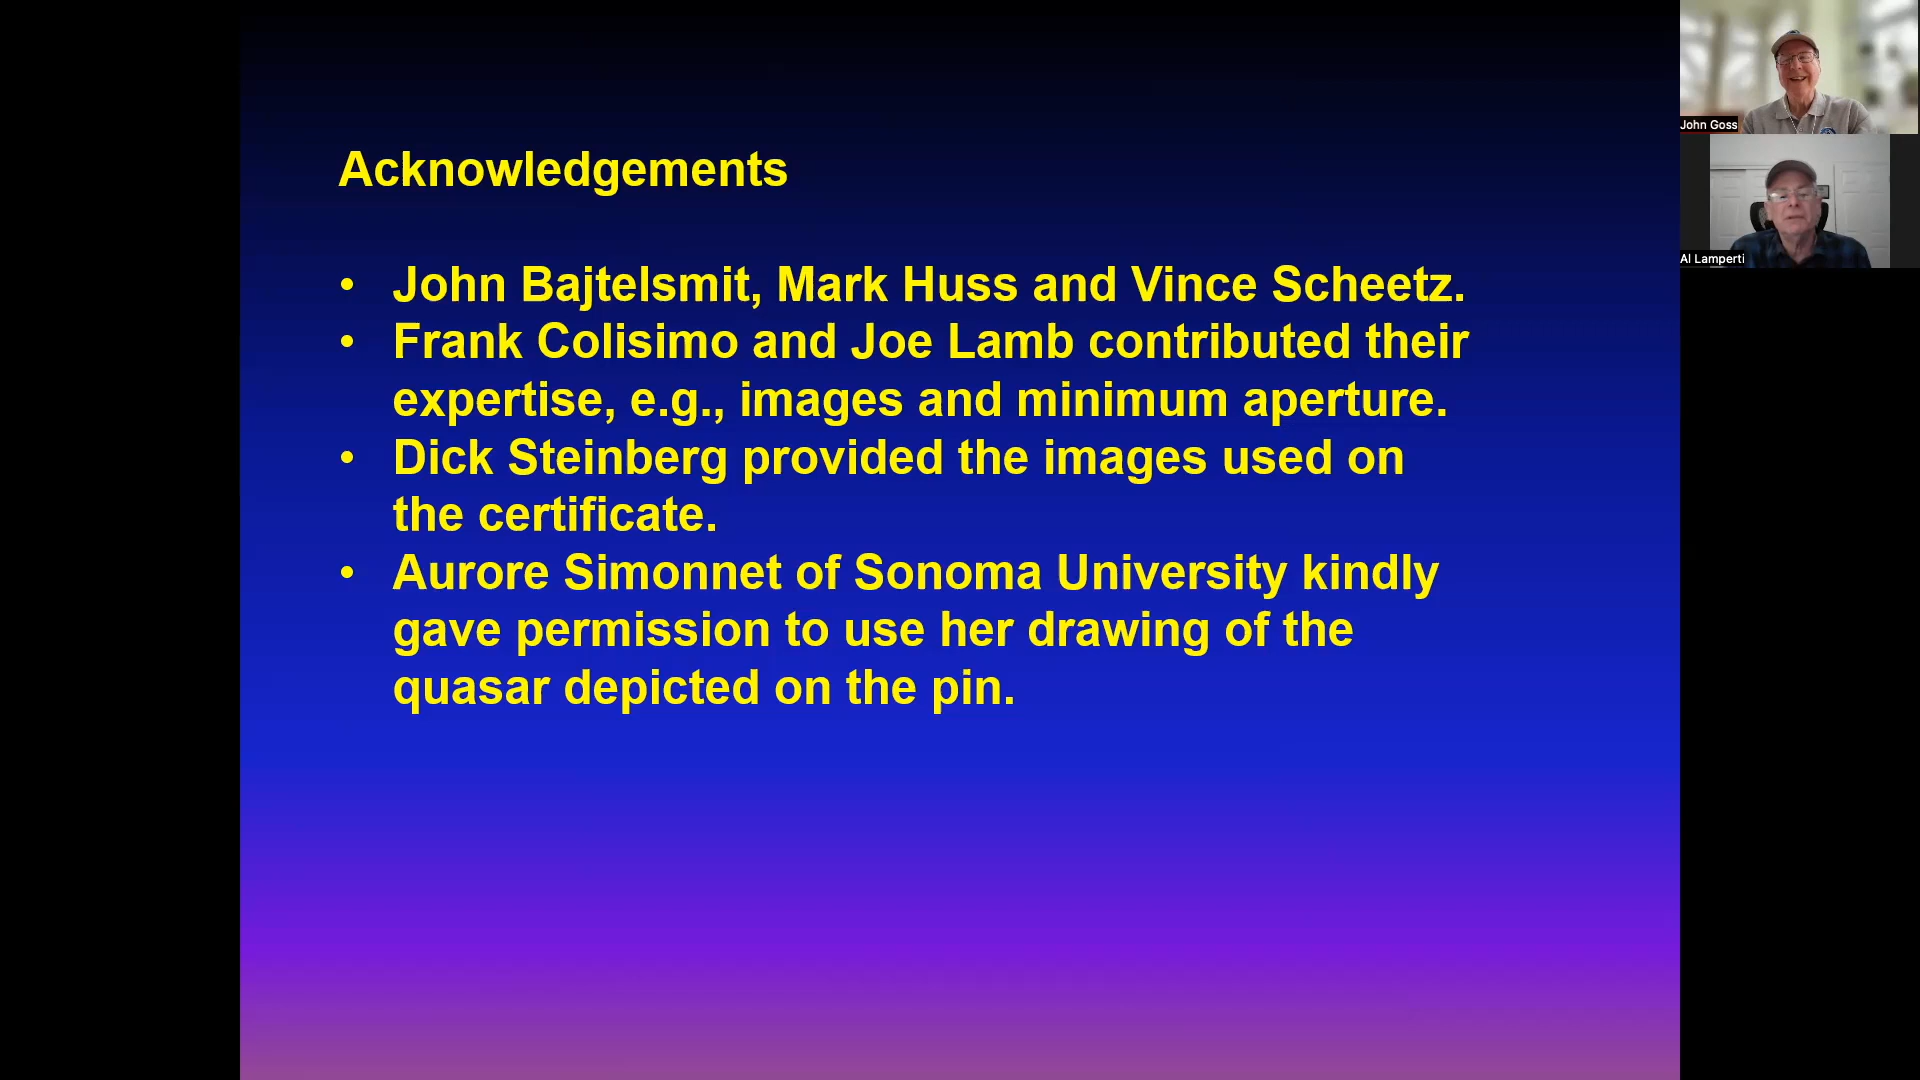 Acknowledgements
• John Bajtelsmit, Mark Huss and Vince Scheetz.
• Frank Colisimo and Joe Lamb contributed their
expertise, e.g., images and minimum aperture.
• Dick Steinberg provided the images used on
the certificate.
• Aurore Simonnet of Sonoma University kindly
gave permission to use her drawing of the
quasar depicted on the pin.
John Goss
Al Lamperti